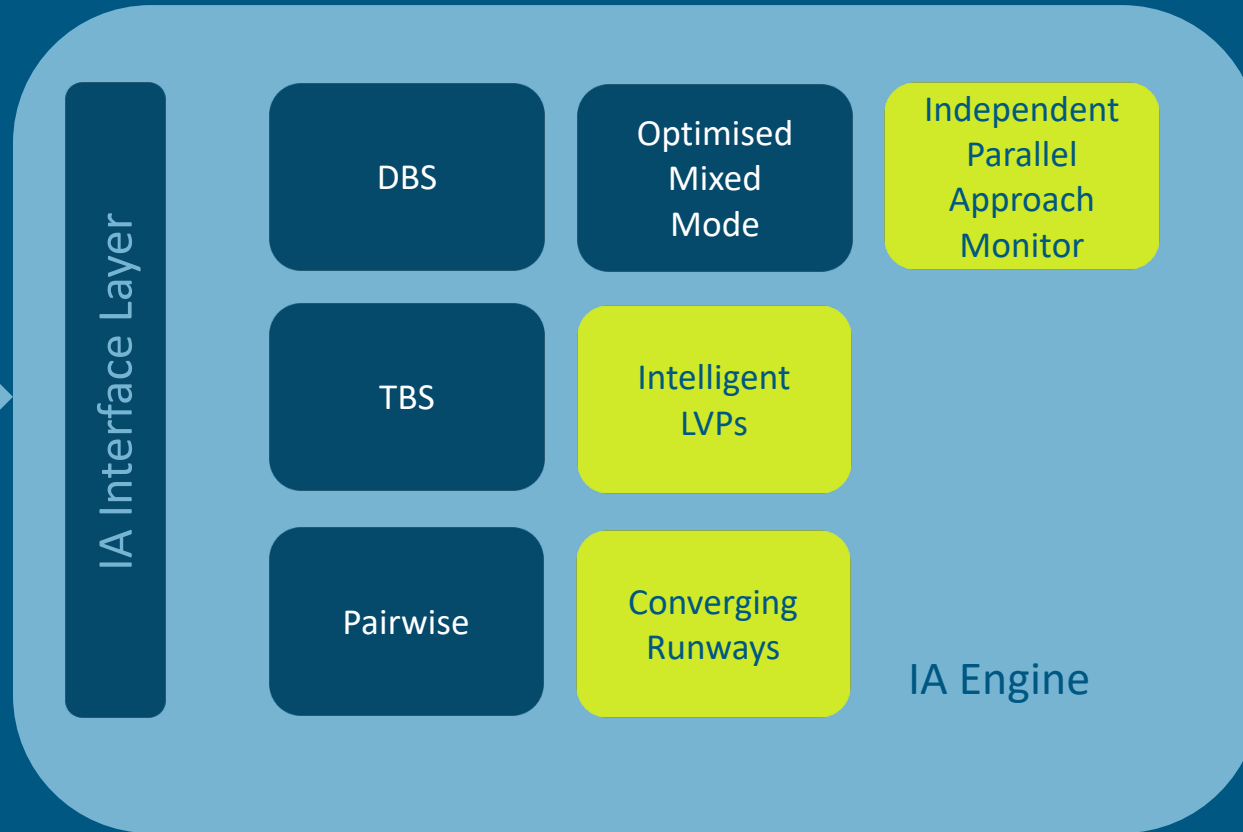 IA Interface Layer
DBS
Optimised
Mixed
Mode
Independent
Parallel
Approach
Monitor
TBS
Intelligent
LVPs
Pairwise
Converging
Runways
IA Engine